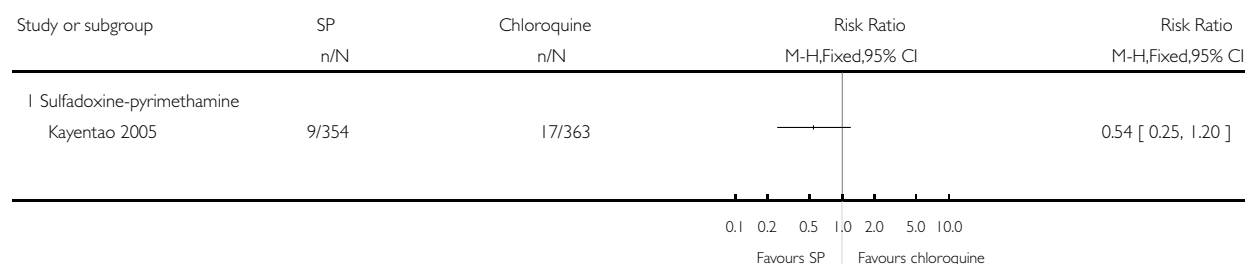 Study or subgroup SP Chloroquine Risk Ratio Risk Ratio
n/N n/N M-H,Fixed,95% CI M-H,Fixed,95% CI
1 Sulfadoxine-pyrimethamine
Kayentao 2005 9/354 17/363 0.54 [ 0.25, 1.20 ]
0.1 0.2 0.5 1.0 2.0 5.0 10.0
Favours SP Favours chloroquine